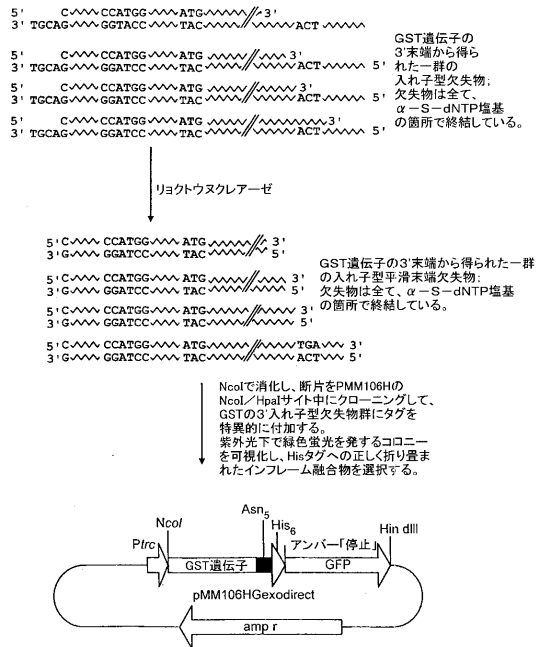 5' C CCATGG ATG 3'
3' TGCAG GGTACC TAC ACT
5' C CCATGG ATG 3'
3' TGCAG GGATCC TAC ACT 5'
5' C CCATGG ATG 3'
3' TGCAG GGATCC TAC ACT 5'
5' C CCATGG ATG 3'
3' TGCAG GGATCC TAC ACT 5'
GST遺伝子の
3'末端から得ら
れた一群の
入れ子型欠失物;
欠失物は全て、
α-S-dNTP塩基
の箇所で終結している。
リョクトウヌクレアーゼ
5' C CCATGG ATG 3'
3' G GGATCC TAC 5'
5' C CCATGG ATG 3'
3' G GGATCC TAC 5'
5' C CCATGG ATG 3'
3' G GGATCC TAC 5'
5' C CCATGG ATG TGA 3'
3' G GGATCC TAC ACT 5'
GST遺伝子の3'末端から得られた一群
の入れ子型平滑末端欠失物;
欠失物は全て、α-S-dNTP塩基
の箇所で終結している。
NcoIで消化し、断片をPMM106Hの
NcoI/HpaIサイト中にクローニングして、
GSTの3'入れ子型欠失物群にタグを
特異的に付加する。
紫外光下で緑色蛍光を発するコロニー
を可視化し、Hisタグへの正しく折り畳ま
れたインフレーム融合物を選択する。
Ptrc
NcoI
Asn5
His6
アンバー「停止」
Hin dIII
GST遺伝子
GFP
pMM106HGexodirect
amp r